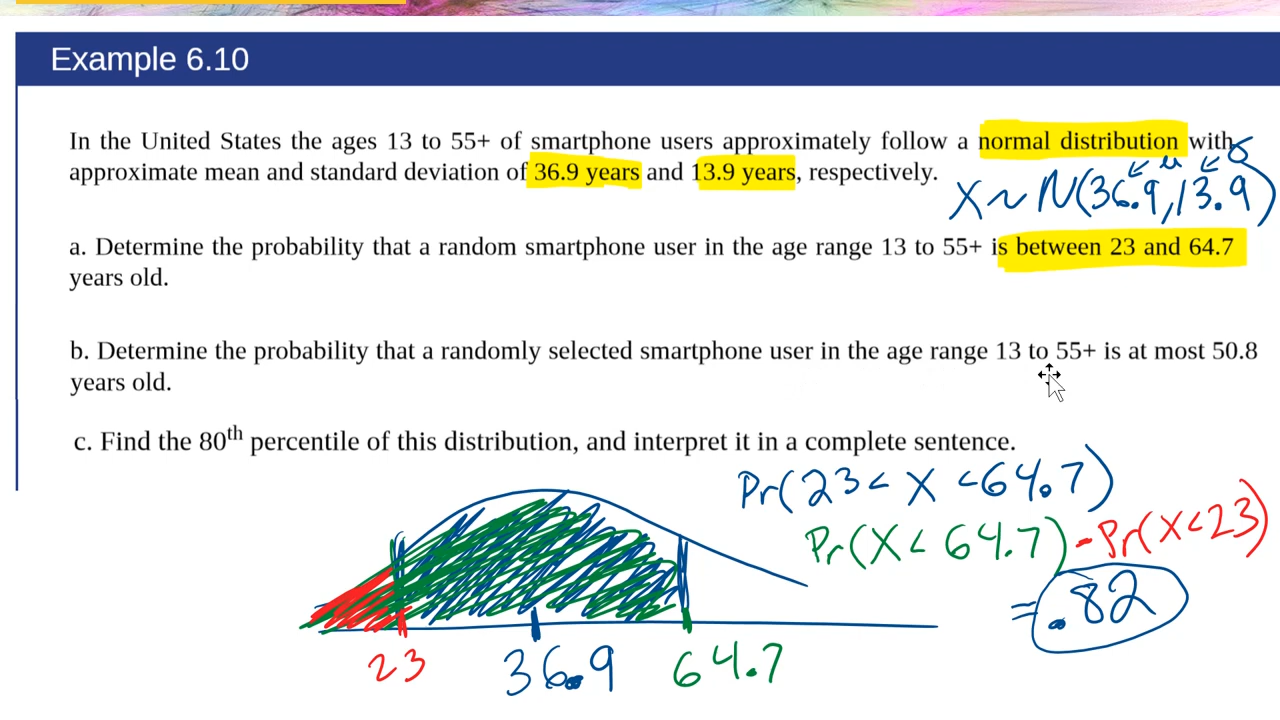 Example 6.10
In the United States the ages 13 to 55+ of smartphone users approximately follow a normal distribution with
approximate mean and standard deviation of 36.9 years and 13.9 years, respectively.
μ σ
X ~ N(36.9, 13.9)
a. Determine the probability that a random smartphone user in the age range 13 to 55+ is between 23 and 64.7
years old.
b. Determine the probability that a randomly selected smartphone user in the age range 13 to 55+ is at most 50.8
years old.
c. Find the 80th percentile of this distribution, and interpret it in a complete sentence.
Pr(23 < X < 64.7)
Pr(X < 64.7) - Pr(X < 23)
= .82
23 36.9 64.7